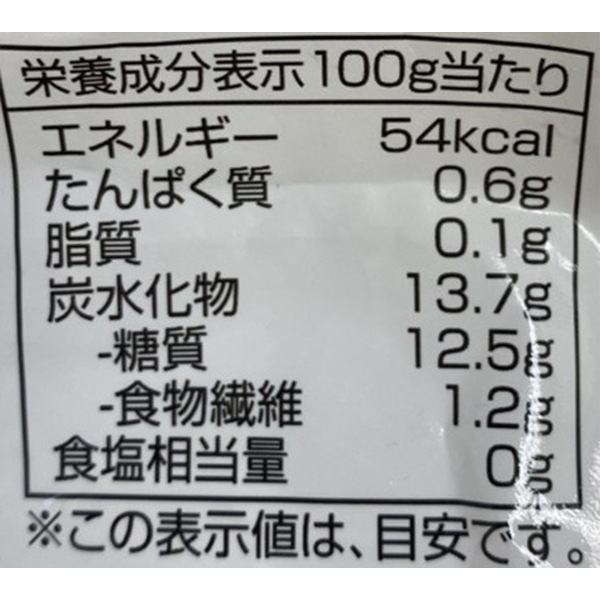 栄養成分表示100g当たり
エネルギー 54kcal
たんぱく質 0.6g
脂質 0.1g
炭水化物 13.7g
-糖質 12.5g
-食物繊維 1.2g
食塩相当量 0g
※この表示値は、目安です。